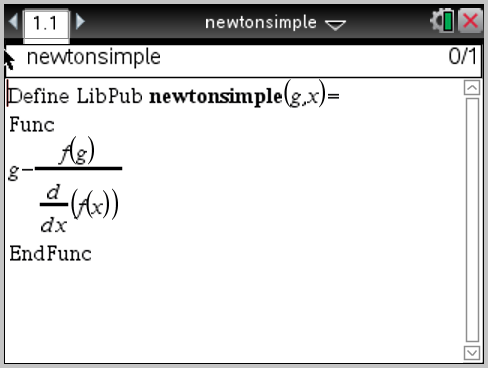 1.1 newtonsimple
newtonsimple 0/1
Define LibPub newtonsimple(g,x)=
Func
g-f(g)/(d/dx(f(x)))
EndFunc